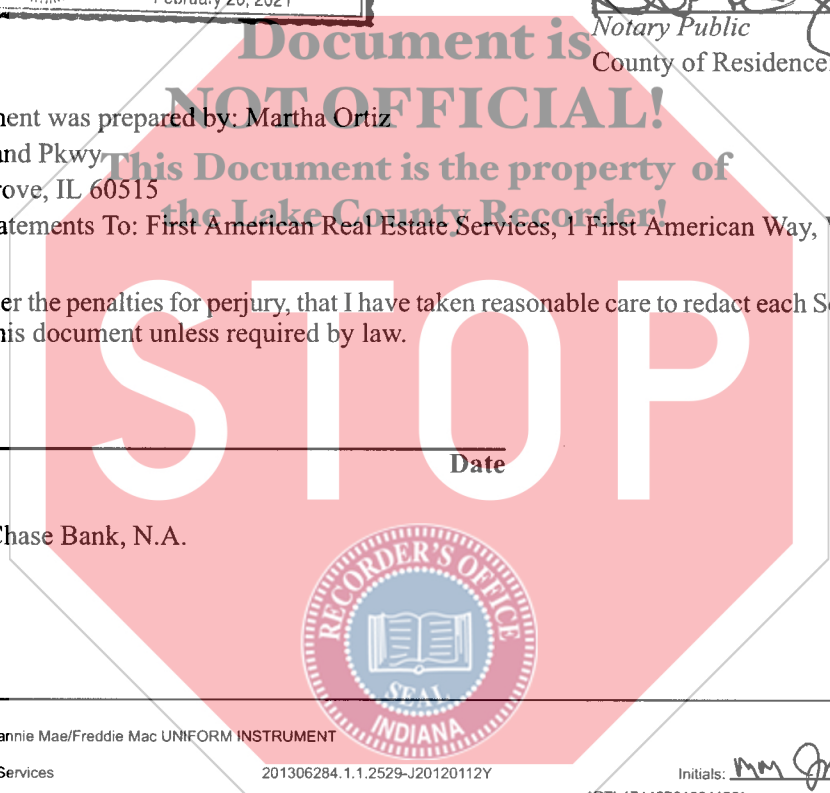 February 20, 2021
Notary Public
County of Residence
Document is
NOT OFFICIAL!
This Document is the property of
the Lake County Recorder!
ent was prepared by: Martha Ortiz
nd Pkwy
ove, IL 60515
atements To: First American Real Estate Services, 1 First American Way,
er the penalties for perjury, that I have taken reasonable care to redact each S
his document unless required by law.
STOP
Date
Chase Bank, N.A.
RECORDER'S OFFICE
SEAL
INDIANA
annie Mae/Freddie Mac UNIFORM INSTRUMENT
Services
201306284.1.1.2529-J20120112Y
Initials: